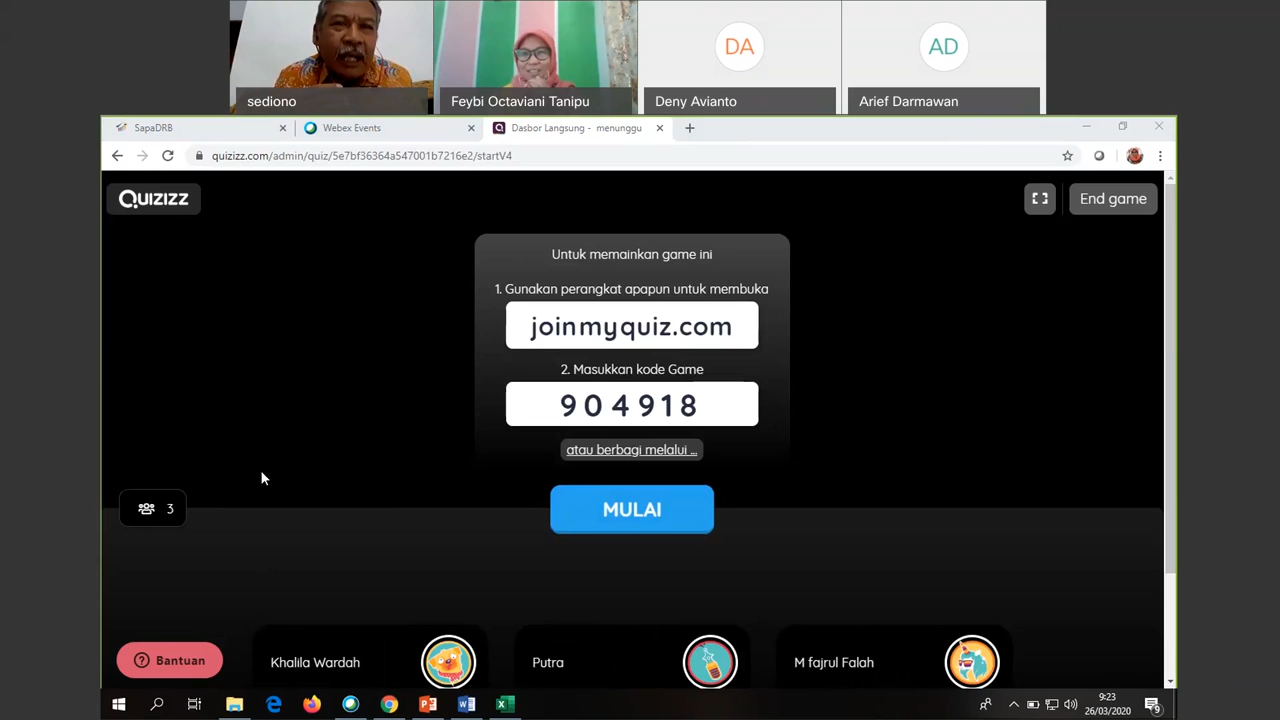 DA
AD
sediono
Feybi Octaviani Tanipu
Deny Avianto
Arief Darmawan
SapaDRB
Webex Events
Dasbor Langsung - menunggu
quizizz.com/admin/quiz/5e7bf36364a547001b7216e2/startV4
QUIZIZZ
End game
Untuk memainkan game ini
1. Gunakan perangkat apapun untuk membuka
joinmyquiz.com
2. Masukkan kode Game
904918
atau berbagi melalui ...
3
MULAI
Bantuan
Khalila Wardah
Putra
M fajrul Falah
9:23
26/03/2020
9